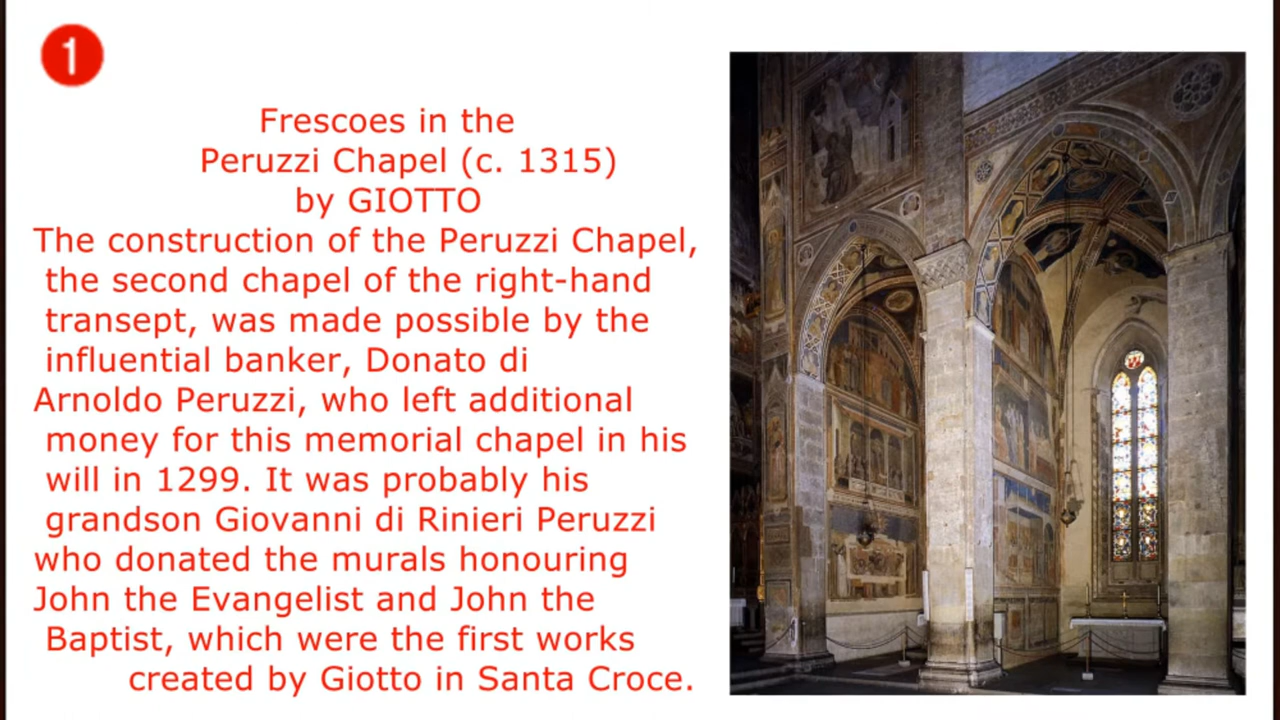 1
Frescoes in the
Peruzzi Chapel (c. 1315)
by GIOTTO
The construction of the Peruzzi Chapel,
the second chapel of the right-hand
transept, was made possible by the
influential banker, Donato di
Arnoldo Peruzzi, who left additional
money for this memorial chapel in his
will in 1299. It was probably his
grandson Giovanni di Rinieri Peruzzi
who donated the murals honouring
John the Evangelist and John the
Baptist, which were the first works
created by Giotto in Santa Croce.